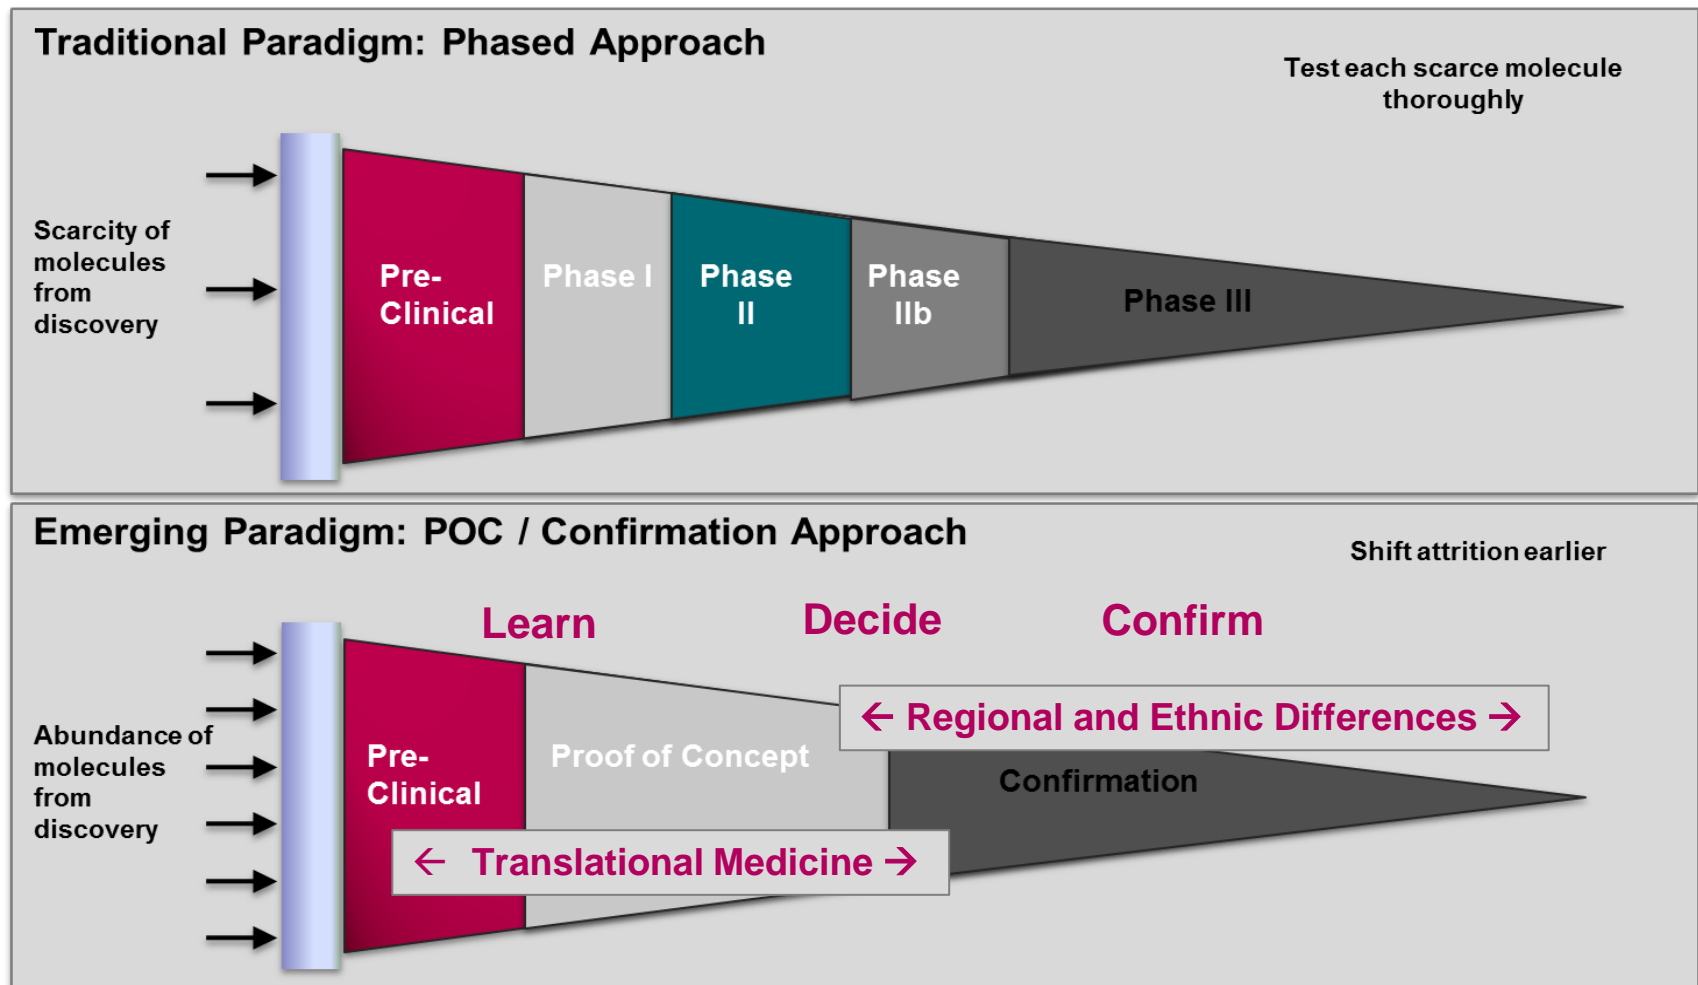 Traditional Paradigm: Phased Approach
Test each scarce molecule
thoroughly
Scarcity of
molecules
from
discovery
Pre-
Clinical
Phase I
Phase
II
Phase
IIb
Phase III
Emerging Paradigm: POC / Confirmation Approach
Shift attrition earlier
Learn
Decide
Confirm
← Regional and Ethnic Differences →
Abundance of
molecules
from
discovery
Pre-
Clinical
Proof of Concept
Confirmation
← Translational Medicine →